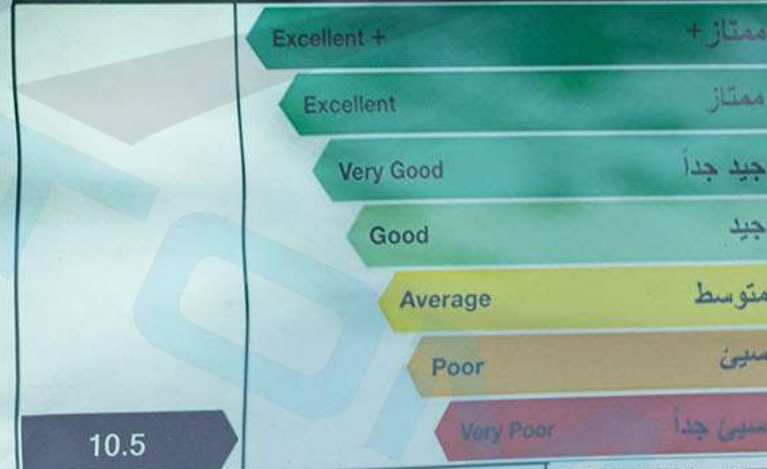 Excellent + ممتاز+
Excellent ممتاز
Very Good جيد جداً
Good جيد
Average متوسط
Poor سيئ
Very Poor سيئ جداً
10.5